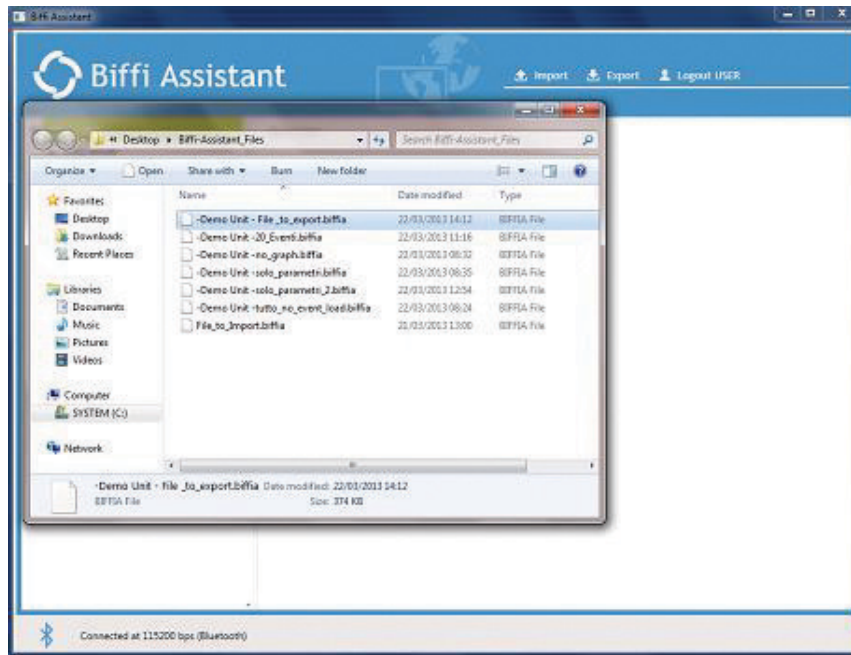 Biffi Assistant
Biffi Assistant
Import Export Logout USER
Desktop Biffi-Assistant_Files Search Biffi-Assistant_Files
Organize Open Share with Burn New folder
Name Date modified Type
Favorites
Desktop
Downloads
Recent Places
Libraries
Documents
Music
Pictures
Videos
Computer
SYSTEM (C:)
Network
-Demo Unit - File _to_export.biffia 22/03/2013 14:12 BIFFIA File
-Demo Unit -20_Eventi.biffia 22/03/2013 11:16 BIFFIA File
-Demo Unit -no_graph.biffia 22/03/2013 08:32 BIFFIA File
-Demo Unit -solo_parametri.biffia 22/03/2013 08:35 BIFFIA File
-Demo Unit -solo_parametri_2.biffia 22/03/2013 12:54 BIFFIA File
-Demo Unit -tutto_no_event_load.biffia 22/03/2013 08:24 BIFFIA File
File_to_Import.biffia 21/03/2013 13:00 BIFFIA File
-Demo Unit - File _to_export.biffia Date modified: 22/03/2013 14:12
BIFFIA File Size: 374 KB
Connected at 115200 bps (Bluetooth)